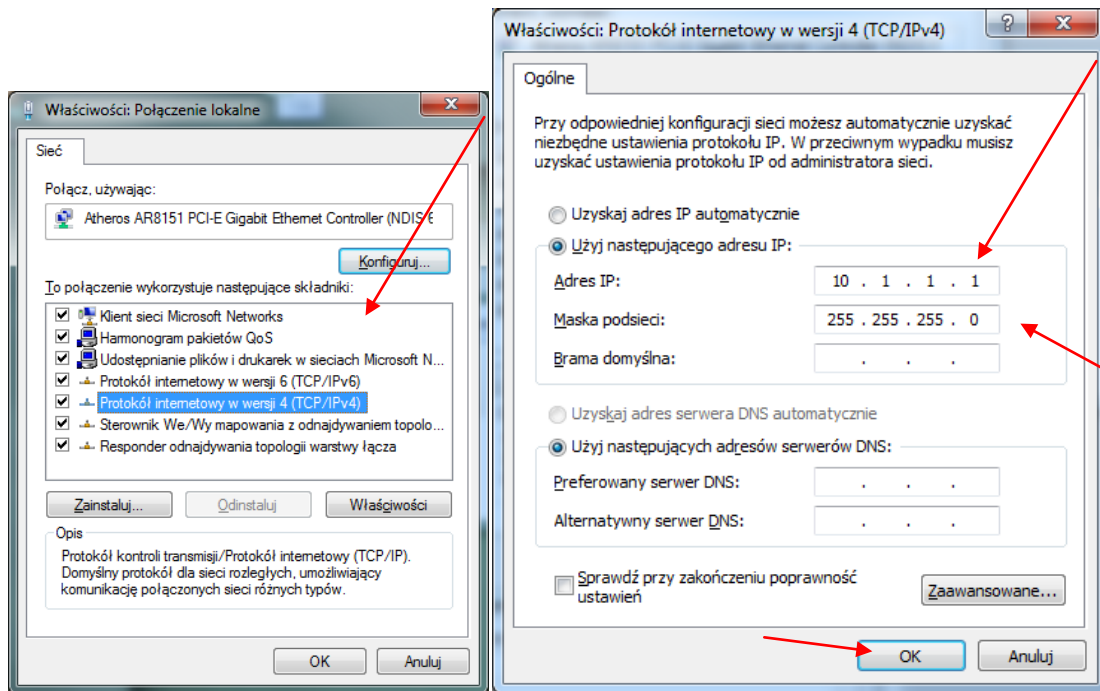 Właściwości: Połączenie lokalne
Sieć
Połącz, używając:
Atheros AR8151 PCI-E Gigabit Ethernet Controller (NDIS 6
Konfiguruj...
To połączenie wykorzystuje następujące składniki:
Klient sieci Microsoft Networks
Harmonogram pakietów QoS
Udostępnianie plików i drukarek w sieciach Microsoft N...
Protokół internetowy w wersji 6 (TCP/IPv6)
Protokół internetowy w wersji 4 (TCP/IPv4)
Sterownik We/Wy mapowania z odnajdywaniem topolo...
Responder odnajdywania topologii warstwy łącza
Zainstaluj...
Odinstaluj
Właściwości
Opis
Protokół kontroli transmisji/Protokół internetowy (TCP/IP).
Domyślny protokół dla sieci rozległych, umożliwiający
komunikację połączonych sieci różnych typów.
OK
Anuluj
Właściwości: Protokół internetowy w wersji 4 (TCP/IPv4)
Ogólne
Przy odpowiedniej konfiguracji sieci możesz automatycznie uzyskać
niezbędne ustawienia protokołu IP. W przeciwnym wypadku musisz
uzyskać ustawienia protokołu IP od administratora sieci.
Uzyskaj adres IP automatycznie
Użyj następującego adresu IP:
Adres IP: 10 . 1 . 1 . 1
Maska podsieci: 255 . 255 . 255 . 0
Brama domyślna: . . .
Uzyskaj adres serwera DNS automatycznie
Użyj następujących adresów serwerów DNS:
Preferowany serwer DNS: . . .
Alternatywny serwer DNS: . . .
Sprawdź przy zakończeniu poprawność
ustawień
Zaawansowane...
OK
Anuluj